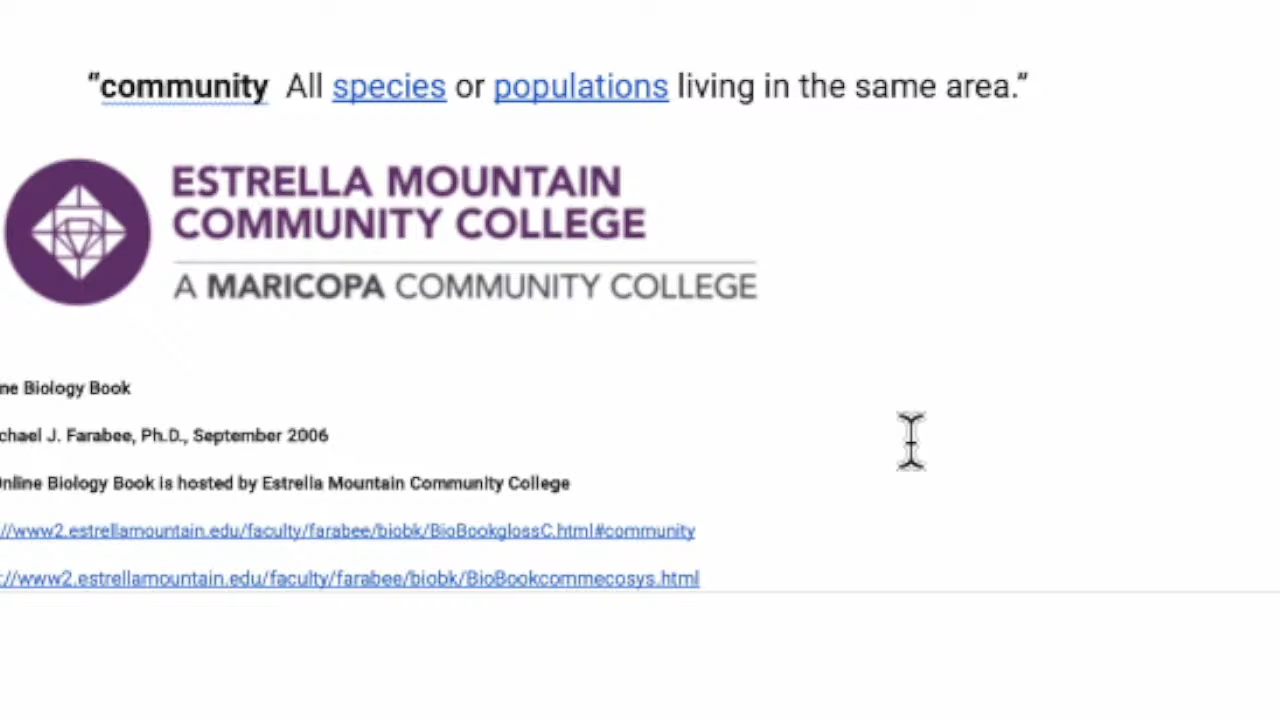 “community All species or populations living in the same area.”
ESTRELLA MOUNTAIN
COMMUNITY COLLEGE
A MARICOPA COMMUNITY COLLEGE
ne Biology Book
chael J. Farabee, Ph.D., September 2006
Online Biology Book is hosted by Estrella Mountain Community College
//www2.estrellamountain.edu/faculty/farabee/biobk/BioBookglossC.html#community
://www2.estrellamountain.edu/faculty/farabee/biobk/BioBookcommecosys.html